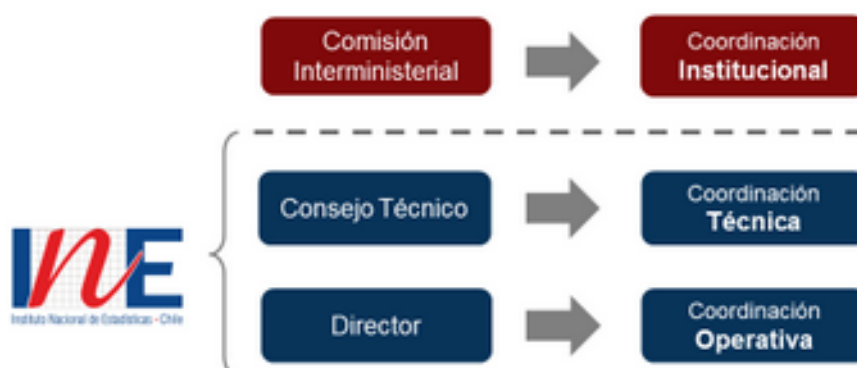 Comisión
Interministerial
Coordinación
Institucional
Consejo Técnico
Coordinación
Técnica
INE
Instituto Nacional de Estadísticas - Chile
Director
Coordinación
Operativa